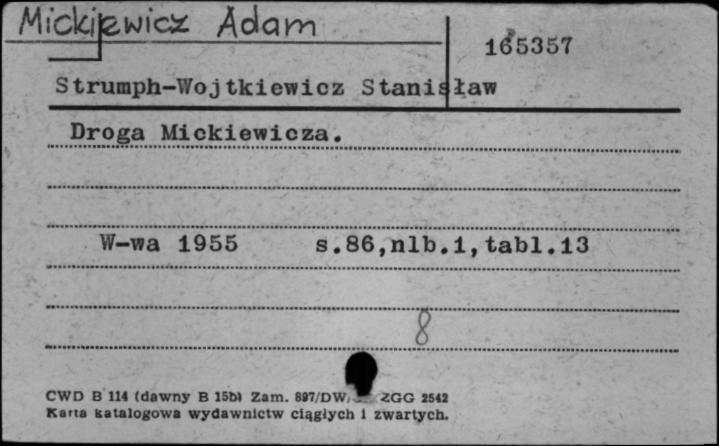 Mickiewicz Adam
165357
Strumph-Wojtkiewicz Stanisław
Droga Mickiewicza.
W-wa 1955 s.86,nlb.1,tabl.13
8
CWD B 114 (dawny B 15b) Zam. 897/DW/ ZGG 2542
Karta katalogowa wydawnictw ciągłych i zwartych.